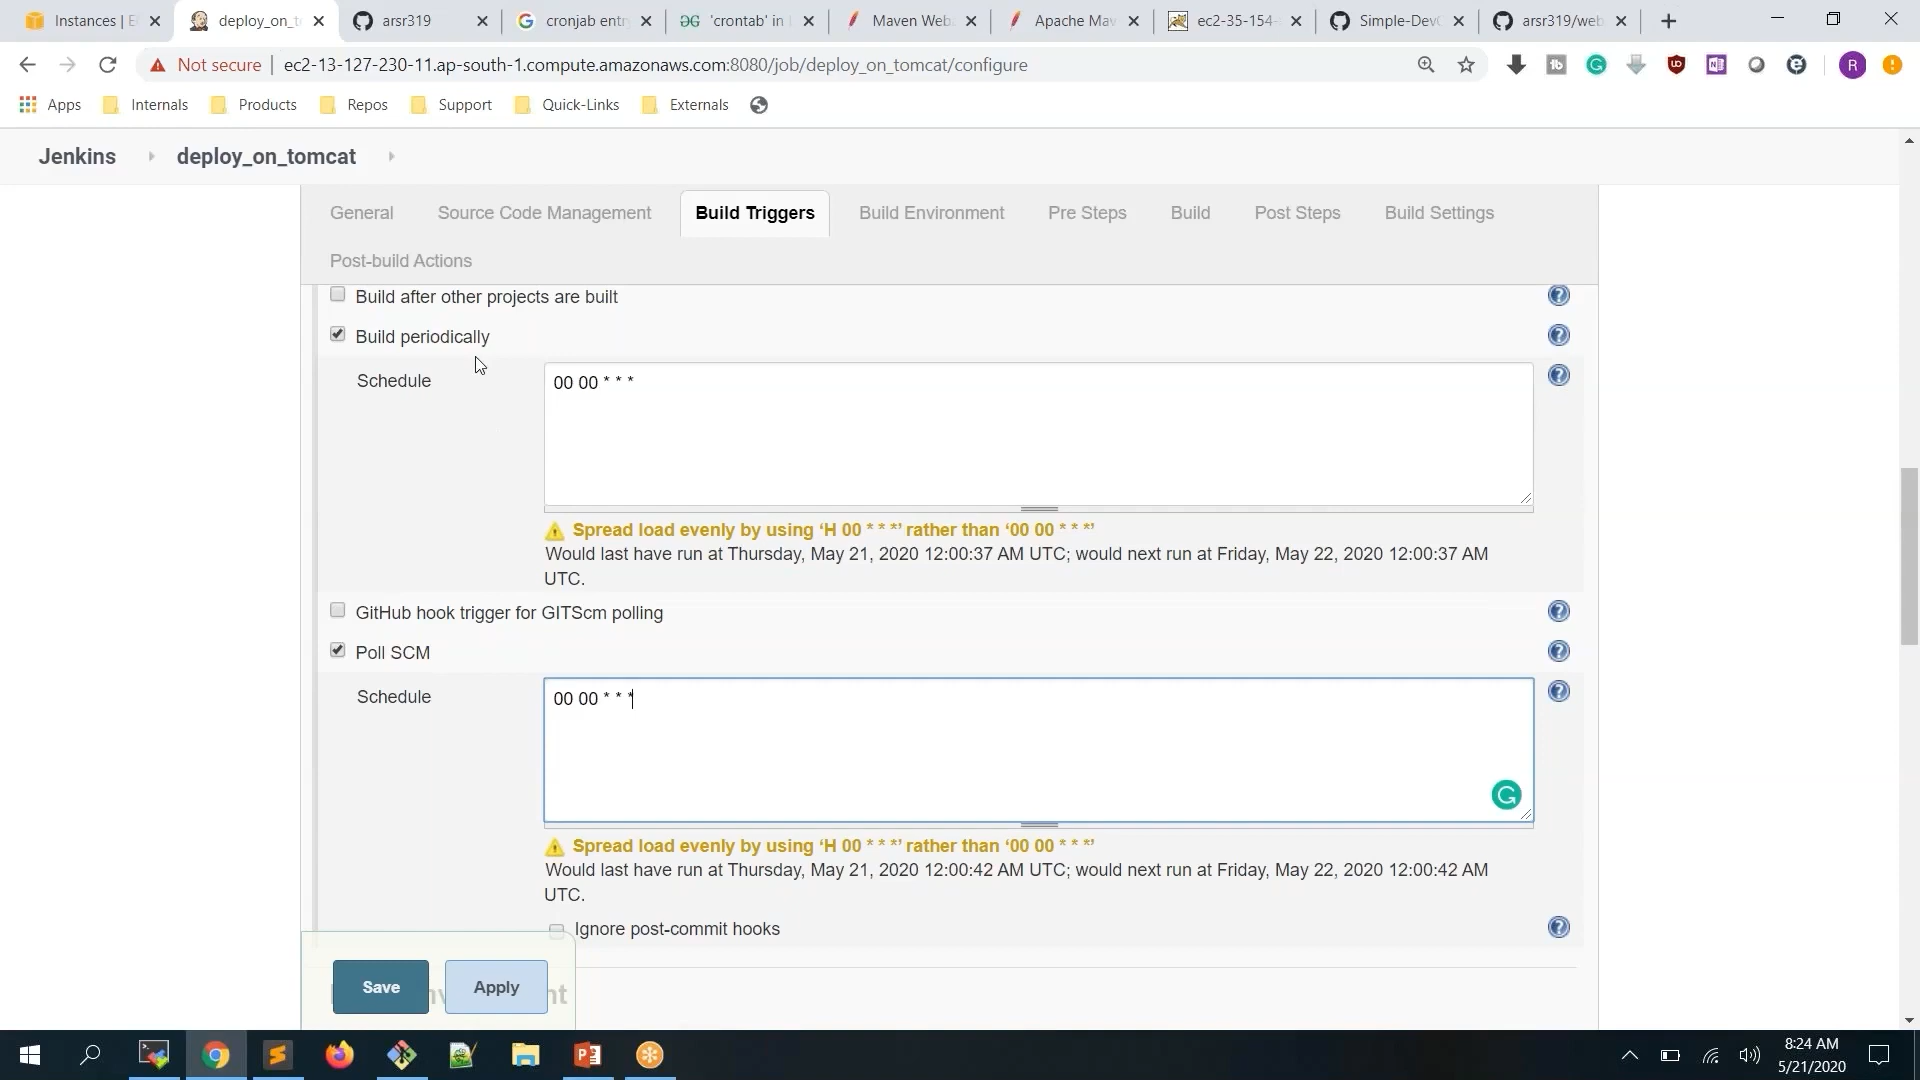 Instances | E
deploy_on_t
arsr319
cronjab entr
'crontab' in
Maven Web
Apache Mav
ec2-35-154-
Simple-Dev
arsr319/web
Not secure
ec2-13-127-230-11.ap-south-1.compute.amazonaws.com:8080/job/deploy_on_tomcat/configure
R
Apps
Internals
Products
Repos
Support
Quick-Links
Externals
Jenkins
deploy_on_tomcat
General
Source Code Management
Build Triggers
Build Environment
Pre Steps
Build
Post Steps
Build Settings
Post-build Actions
Build after other projects are built
Build periodically
Schedule
00 00 * * *
Spread load evenly by using ‘H 00 * * *’ rather than ‘00 00 * * *’
Would last have run at Thursday, May 21, 2020 12:00:37 AM UTC; would next run at Friday, May 22, 2020 12:00:37 AM
UTC.
GitHub hook trigger for GITScm polling
Poll SCM
Schedule
00 00 * * *
Spread load evenly by using ‘H 00 * * *’ rather than ‘00 00 * * *’
Would last have run at Thursday, May 21, 2020 12:00:42 AM UTC; would next run at Friday, May 22, 2020 12:00:42 AM
UTC.
Ignore post-commit hooks
Save
Apply
8:24 AM
5/21/2020